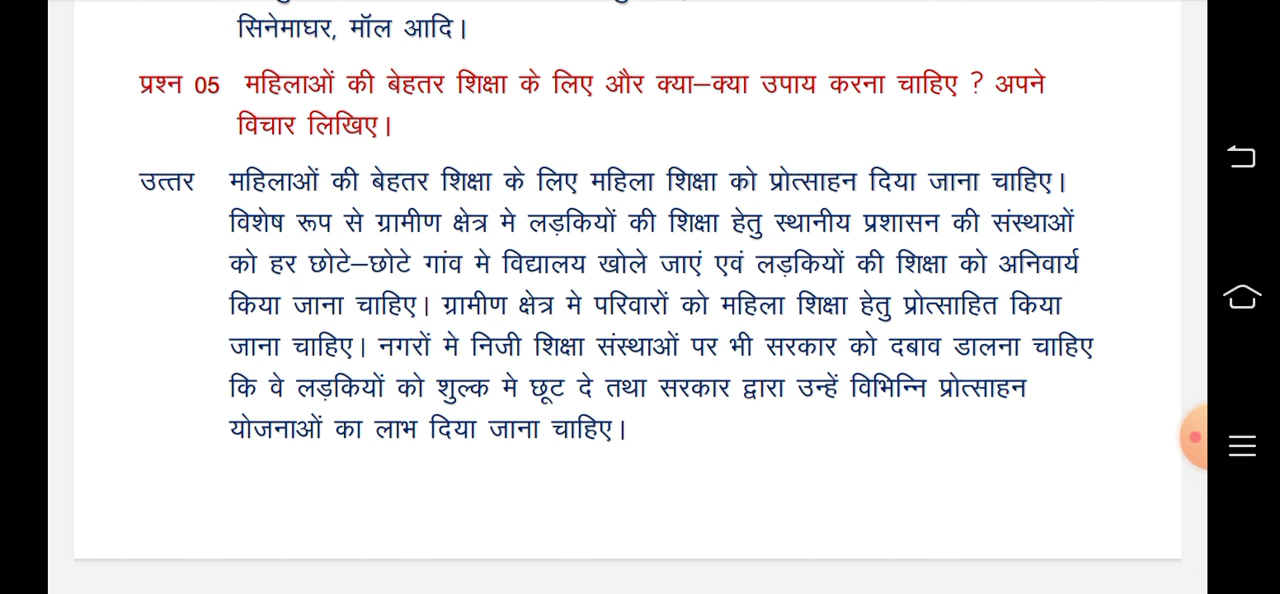 सिनेमाघर, मॉल आदि।
प्रश्न 05 महिलाओं की बेहतर शिक्षा के लिए और क्या–क्या उपाय करना चाहिए ? अपने
विचार लिखिए।
उत्तर महिलाओं की बेहतर शिक्षा के लिए महिला शिक्षा को प्रोत्साहन दिया जाना चाहिए।
विशेष रूप से ग्रामीण क्षेत्र मे लड़कियों की शिक्षा हेतु स्थानीय प्रशासन की संस्थाओं
को हर छोटे–छोटे गांव मे विद्यालय खोले जाएं एवं लड़कियों की शिक्षा को अनिवार्य
किया जाना चाहिए। ग्रामीण क्षेत्र मे परिवारों को महिला शिक्षा हेतु प्रोत्साहित किया
जाना चाहिए। नगरों मे निजी शिक्षा संस्थाओं पर भी सरकार को दबाव डालना चाहिए
कि वे लड़कियों को शुल्क मे छूट दे तथा सरकार द्वारा उन्हें विभिन्नि प्रोत्साहन
योजनाओं का लाभ दिया जाना चाहिए।